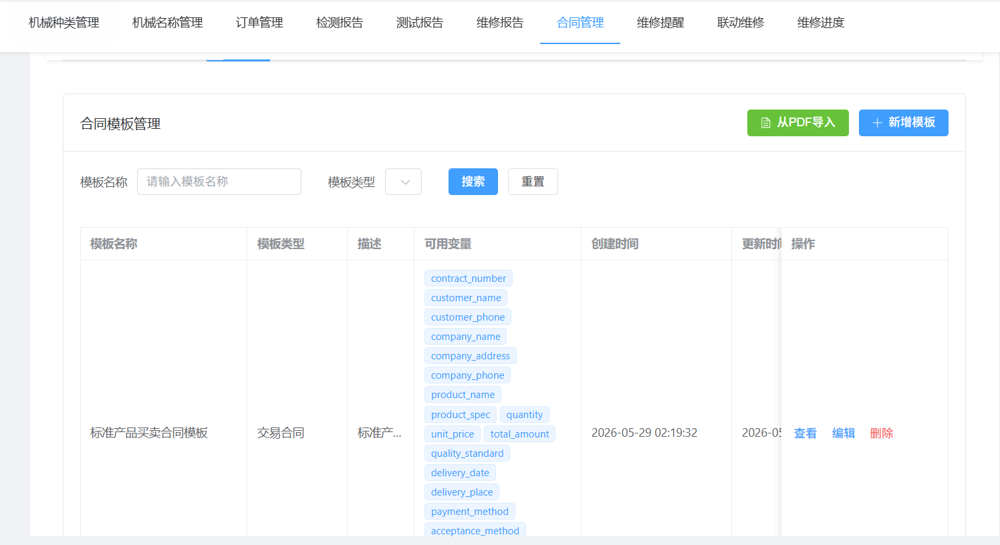 机械种类管理 机械名称管理 订单管理 检测报告 测试报告 维修报告 合同管理 维修提醒 联动维修 维修进度
合同模板管理 从PDF导入 新增模板
模板名称 请输入模板名称 模板类型 搜索 重置
模板名称 模板类型 描述 可用变量 创建时间 更新时 操作
contract_number
customer_name
customer_phone
company_name
company_address
company_phone
product_name
product_spec quantity
标准产品买卖合同模板 交易合同 标准产... unit_price total_amount 2026-05-29 02:19:32 2026-05 查看 编辑 删除
quality_standard
delivery_date
delivery_place
payment_method
acceptance_method